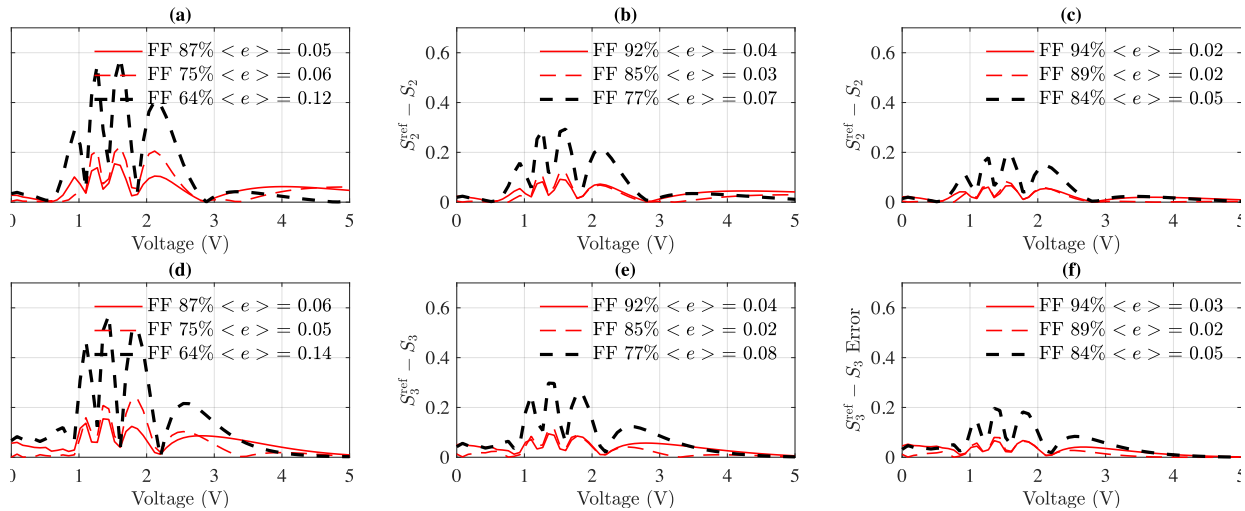 (a)
FF 87% < e > = 0.05
FF 75% < e > = 0.06
FF 64% < e > = 0.12
0 1 2 3 4 5
Voltage (V)
(b)
S₂ʳᵉᶠ − S₂
0.6
0.4
0.2
0
FF 92% < e > = 0.04
FF 85% < e > = 0.03
FF 77% < e > = 0.07
0 1 2 3 4 5
Voltage (V)
(c)
S₂ʳᵉᶠ − S₂
0.6
0.4
0.2
0
FF 94% < e > = 0.02
FF 89% < e > = 0.02
FF 84% < e > = 0.05
0 1 2 3 4 5
Voltage (V)
(d)
FF 87% < e > = 0.06
FF 75% < e > = 0.05
FF 64% < e > = 0.14
0 1 2 3 4 5
Voltage (V)
(e)
S₃ʳᵉᶠ − S₃
0.6
0.4
0.2
0
FF 92% < e > = 0.04
FF 85% < e > = 0.02
FF 77% < e > = 0.08
0 1 2 3 4 5
Voltage (V)
(f)
S₃ʳᵉᶠ − S₃ Error
0.6
0.4
0.2
0
FF 94% < e > = 0.03
FF 89% < e > = 0.02
FF 84% < e > = 0.05
0 1 2 3 4 5
Voltage (V)